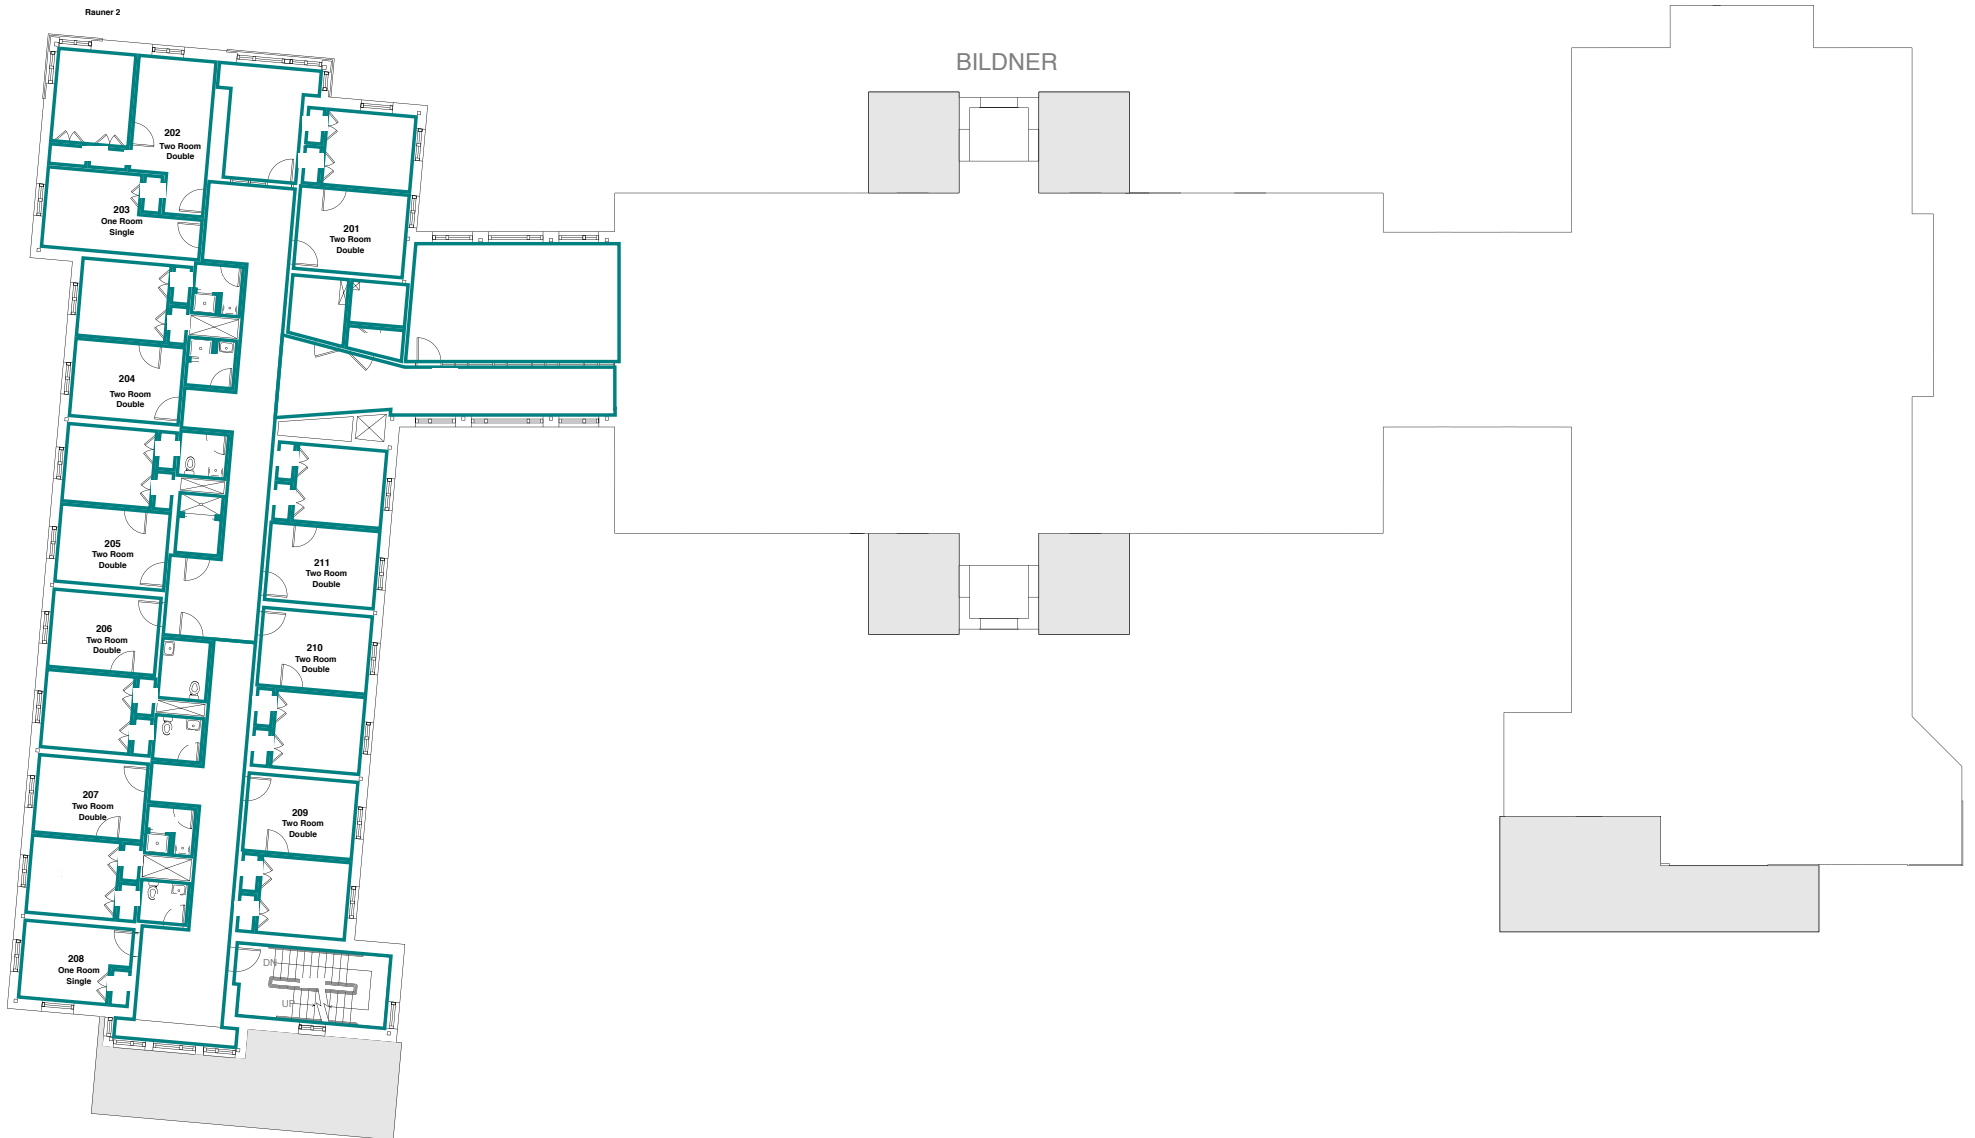 Rauner 2
BILDNER
202
Two Room
Double
203
One Room
Single
201
Two Room
Double
204
Two Room
Double
205
Two Room
Double
211
Two Room
Double
206
Two Room
Double
210
Two Room
Double
207
Two Room
Double
209
Two Room
Double
208
One Room
Single
DN
UP